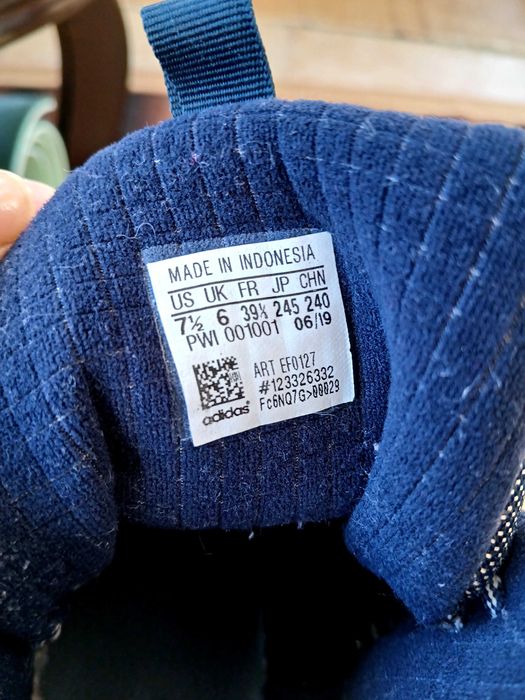 MADE IN INDONESIA
US UK FR JP CHN
7½ 6 39⅓ 245 240
PWI 001001 06/19
ART EF0127
#123326332
Fc6NQ7G>00029
adidas